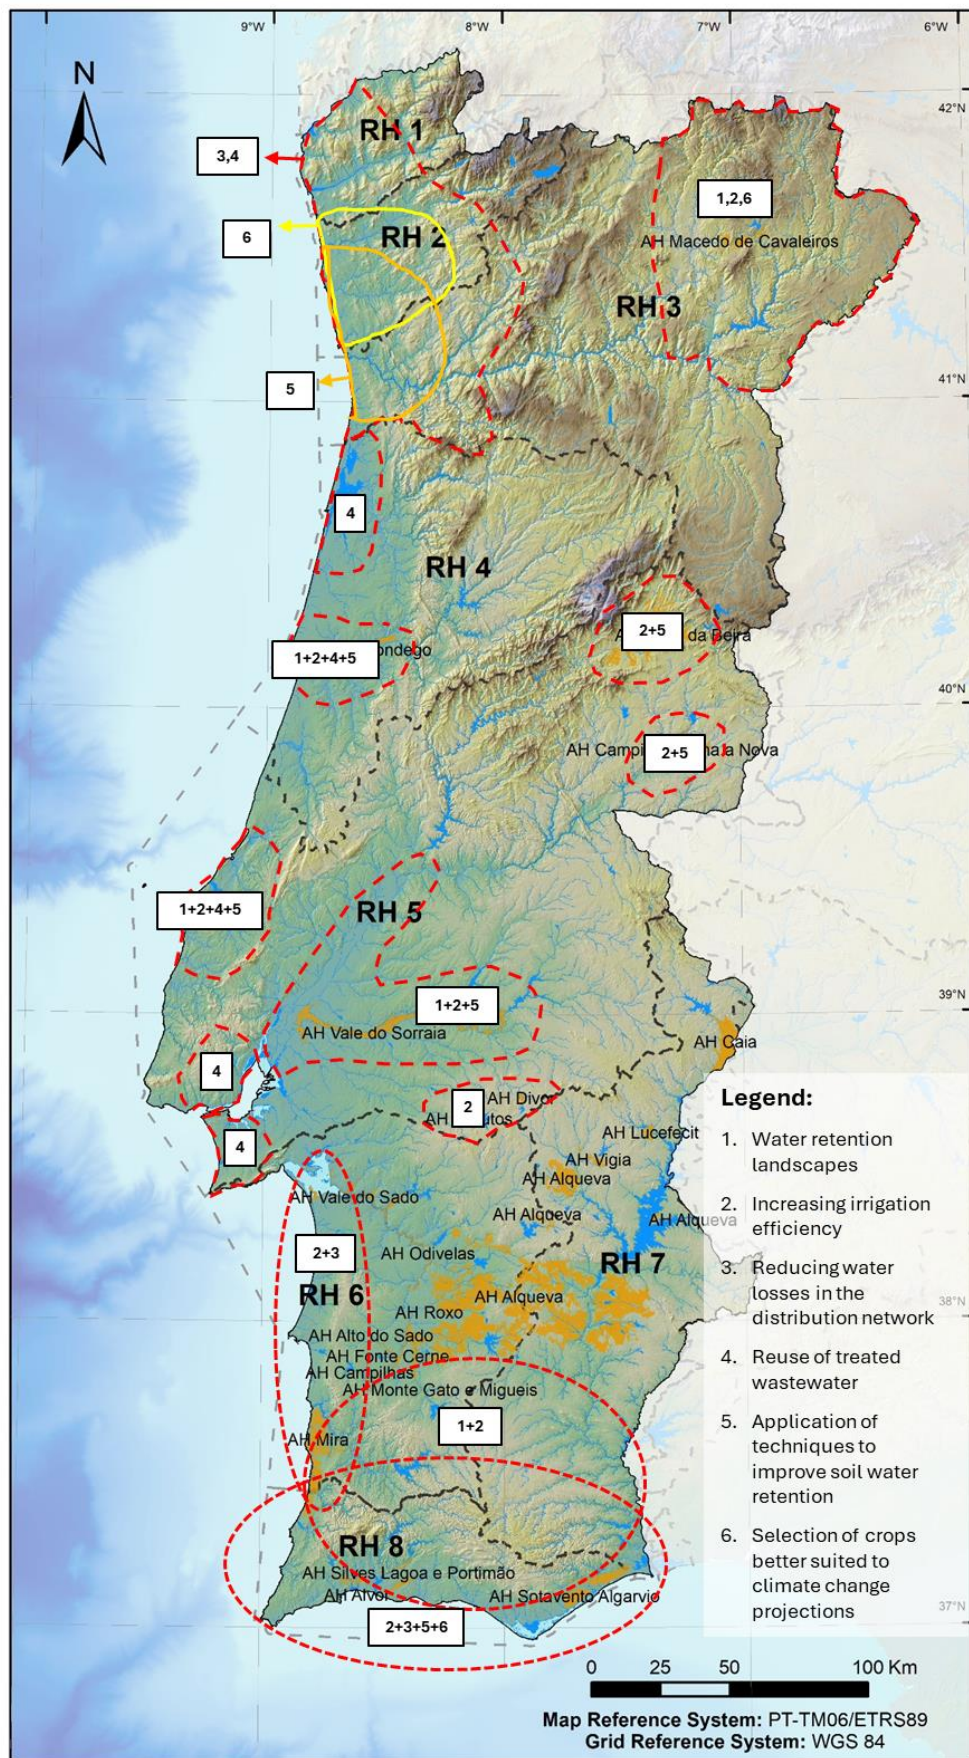 9°W
8°W
7°W
6°W
N
42°N
RH 1
3,4
1,2,6
6
RH 2
AH Macedo de Cavaleiros
RH 3
5
41°N
4
RH 4
2+5
da Beira
1+2+4+5
ondego
40°N
AH Campi
2+5
a Nova
1+2+4+5
RH 5
1+2+5
39°N
AH Vale do Sorraia
AH Caia
4
2
AH Divor
utos
4
AH Lucefecit
AH Vigia
AH Alqueva
AH Vale do Sado
AH Alqueva
AH Alqueva
2+3
AH Odivelas
RH 7
RH 6
AH Alqueva
AH Roxo
38°N
AH Alto do Sado
AH Fonte Cerne
AH Campilhas
AH Monte Gato e Migueis
1+2
AH Mira
RH 8
AH Silves Lagoa e Portimão
AH Alvor
AH Sotavento Algarvio
2+3+5+6
37°N
Legend:
1. Water retention
landscapes
2. Increasing irrigation
efficiency
3. Reducing water
losses in the
distribution network
4. Reuse of treated
wastewater
5. Application of
techniques to
improve soil water
retention
6. Selection of crops
better suited to
climate change
projections
0 25 50 100 Km
Map Reference System: PT-TM06/ETRS89
Grid Reference System: WGS 84